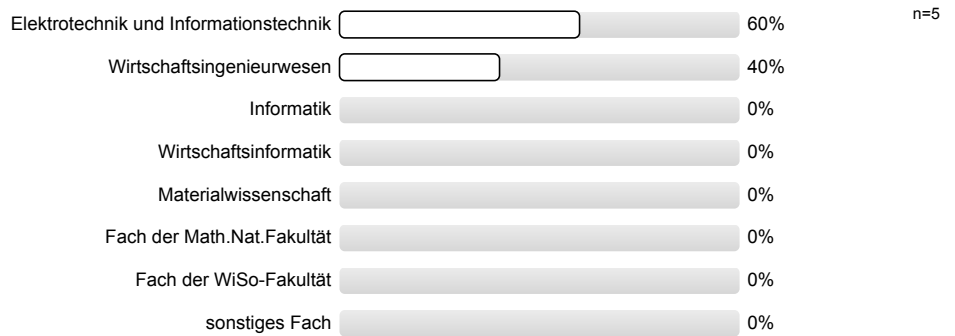 Elektrotechnik und Informationstechnik 60% n=5
Wirtschaftsingenieurwesen 40%
Informatik 0%
Wirtschaftsinformatik 0%
Materialwissenschaft 0%
Fach der Math.Nat.Fakultät 0%
Fach der WiSo-Fakultät 0%
sonstiges Fach 0%